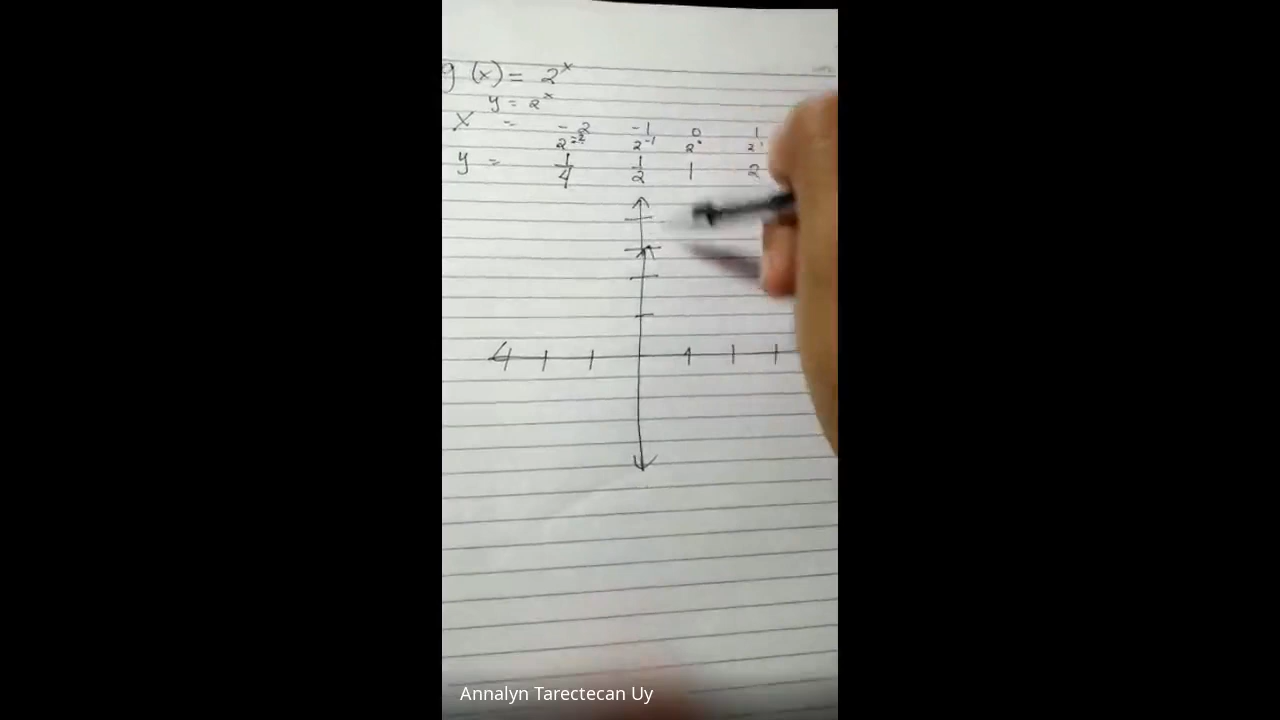 g (x) = 2^x
y = 2^x
x = -2 -1 0 1
2^-2 2^-1 2^0 2^1
y = 1/4 1/2 1 2
Annalyn Tarectecan Uy